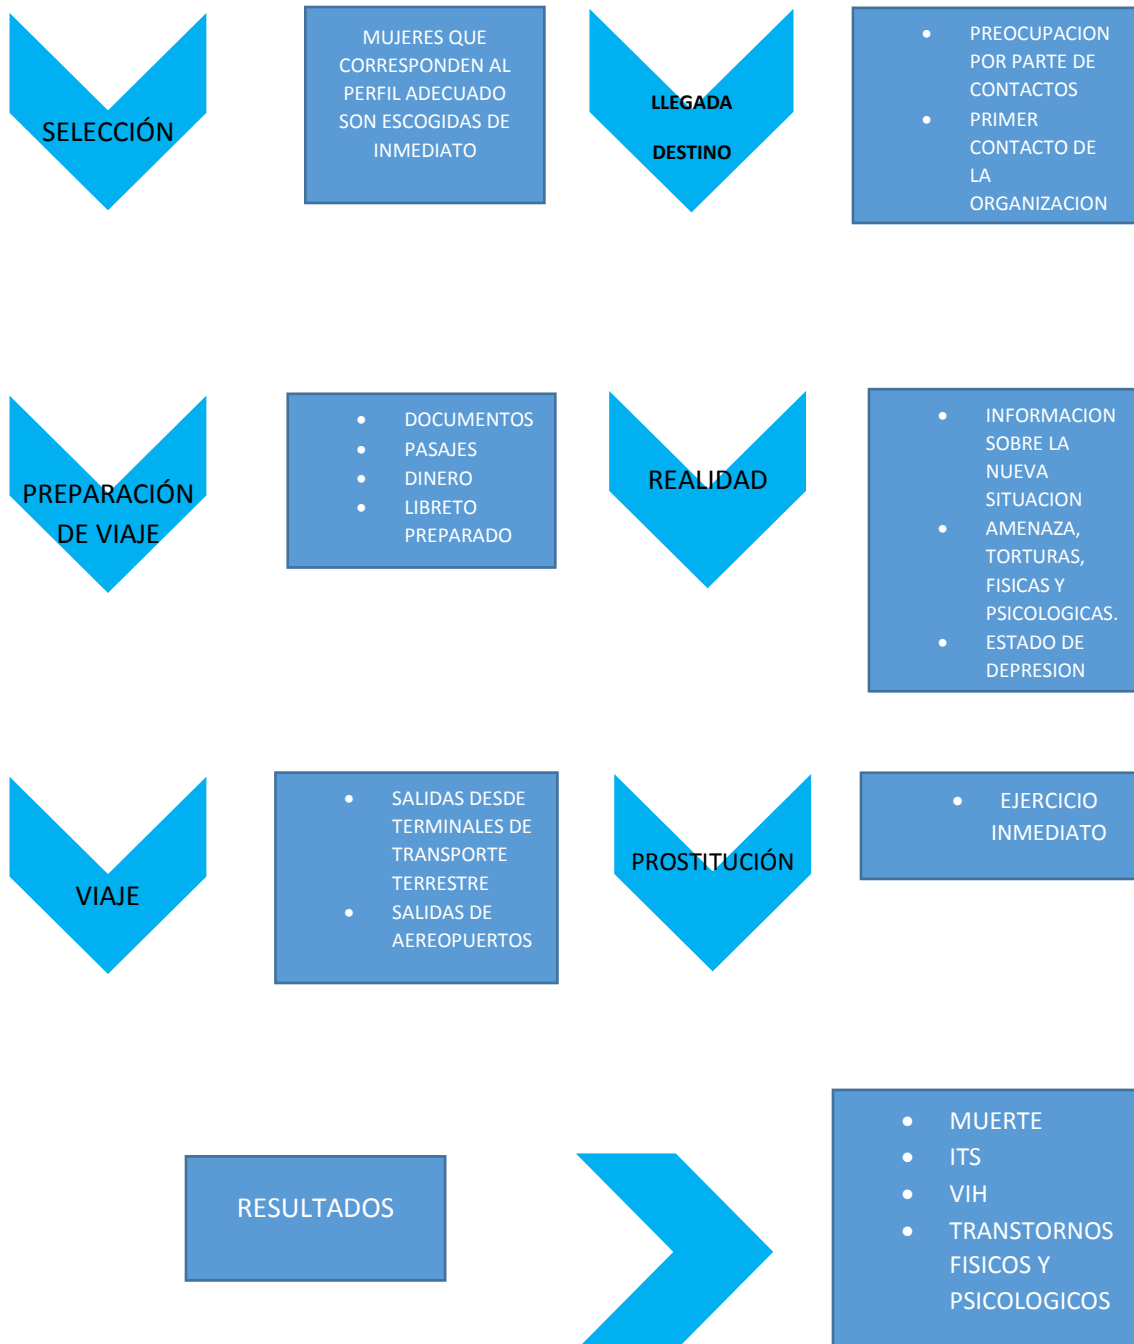 SELECCIÓN
MUJERES QUE
CORRESPONDEN AL
PERFIL ADECUADO
SON ESCOGIDAS DE
INMEDIATO
LLEGADA
DESTINO
• PREOCUPACION
POR PARTE DE
CONTACTOS
• PRIMER
CONTACTO DE
LA
ORGANIZACION
PREPARACIÓN
DE VIAJE
• DOCUMENTOS
• PASAJES
• DINERO
• LIBRETO
PREPARADO
REALIDAD
• INFORMACION
SOBRE LA
NUEVA
SITUACION
• AMENAZA,
TORTURAS,
FISICAS Y
PSICOLOGICAS.
• ESTADO DE
DEPRESION
VIAJE
• SALIDAS DESDE
TERMINALES DE
TRANSPORTE
TERRESTRE
• SALIDAS DE
AEREOPUERTOS
PROSTITUCIÓN
• EJERCICIO
INMEDIATO
RESULTADOS
• MUERTE
• ITS
• VIH
• TRANSTORNOS
FISICOS Y
PSICOLOGICOS